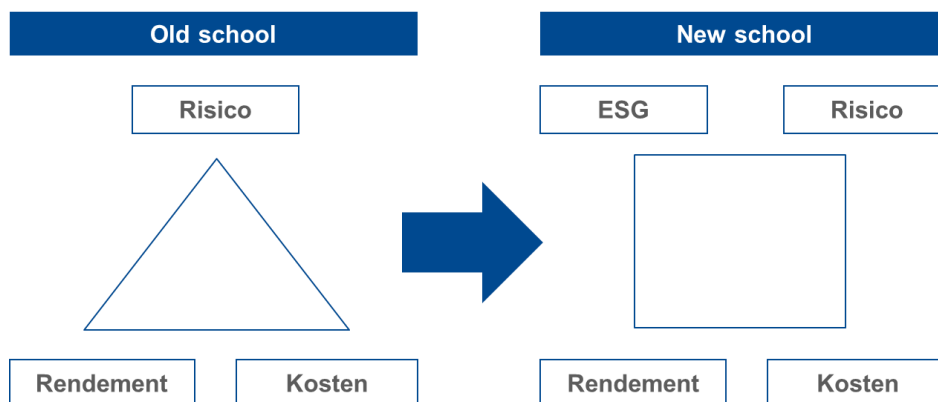 Old school
New school
Risico
ESG
Risico
Rendement
Kosten
Rendement
Kosten